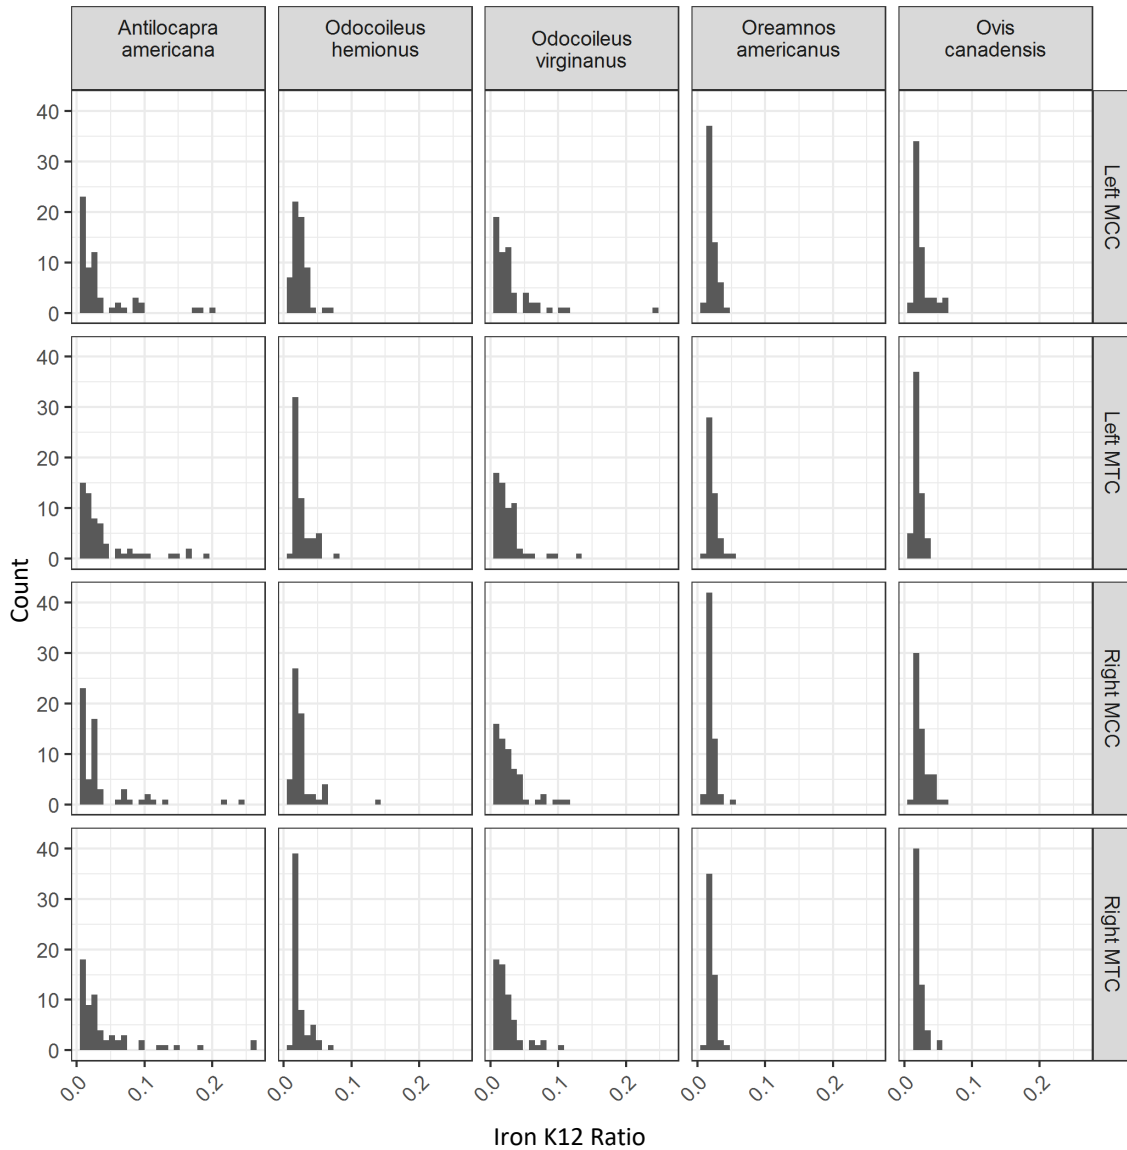 Antilocapra
americana
Odocoileus
hemionus
Odocoileus
virginanus
Oreamnos
americanus
Ovis
canadensis
40
30
20
10
0
Left MCC
40
30
20
10
0
Left MTC
40
30
20
10
0
Right MCC
40
30
20
10
0
Right MTC
Count
0.0 0.1 0.2 0.0 0.1 0.2 0.0 0.1 0.2 0.0 0.1 0.2 0.0 0.1 0.2
Iron K12 Ratio